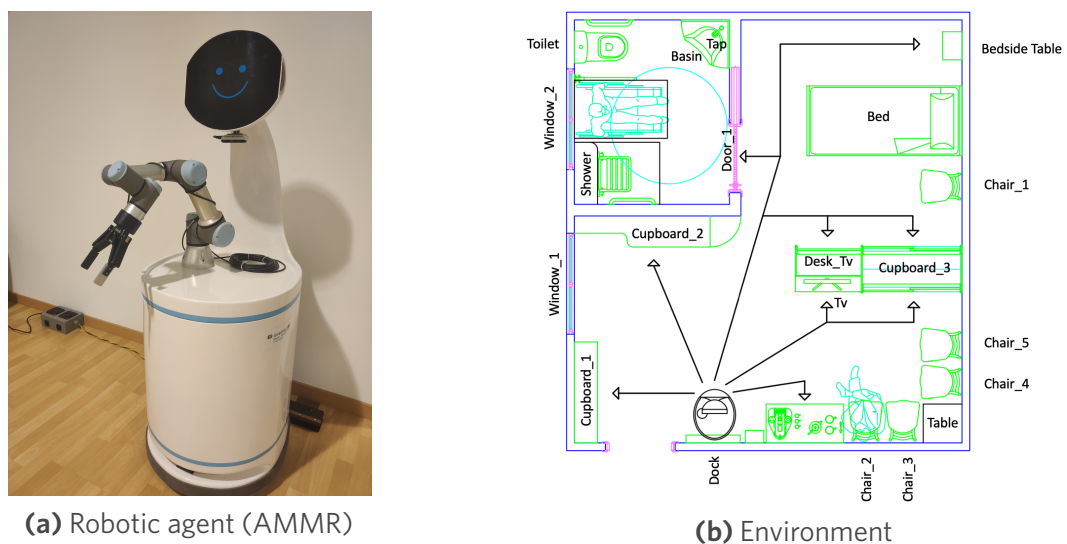 Toilet
Basin
Tap
Bedside Table
Window_2
Door_1
Bed
Shower
Chair_1
Cupboard_2
Window_1
Desk_Tv
Cupboard_3
Tv
Chair_5
Cupboard_1
Chair_4
Table
Dock
Chair_2
Chair_3
(a) Robotic agent (AMMR)
(b) Environment